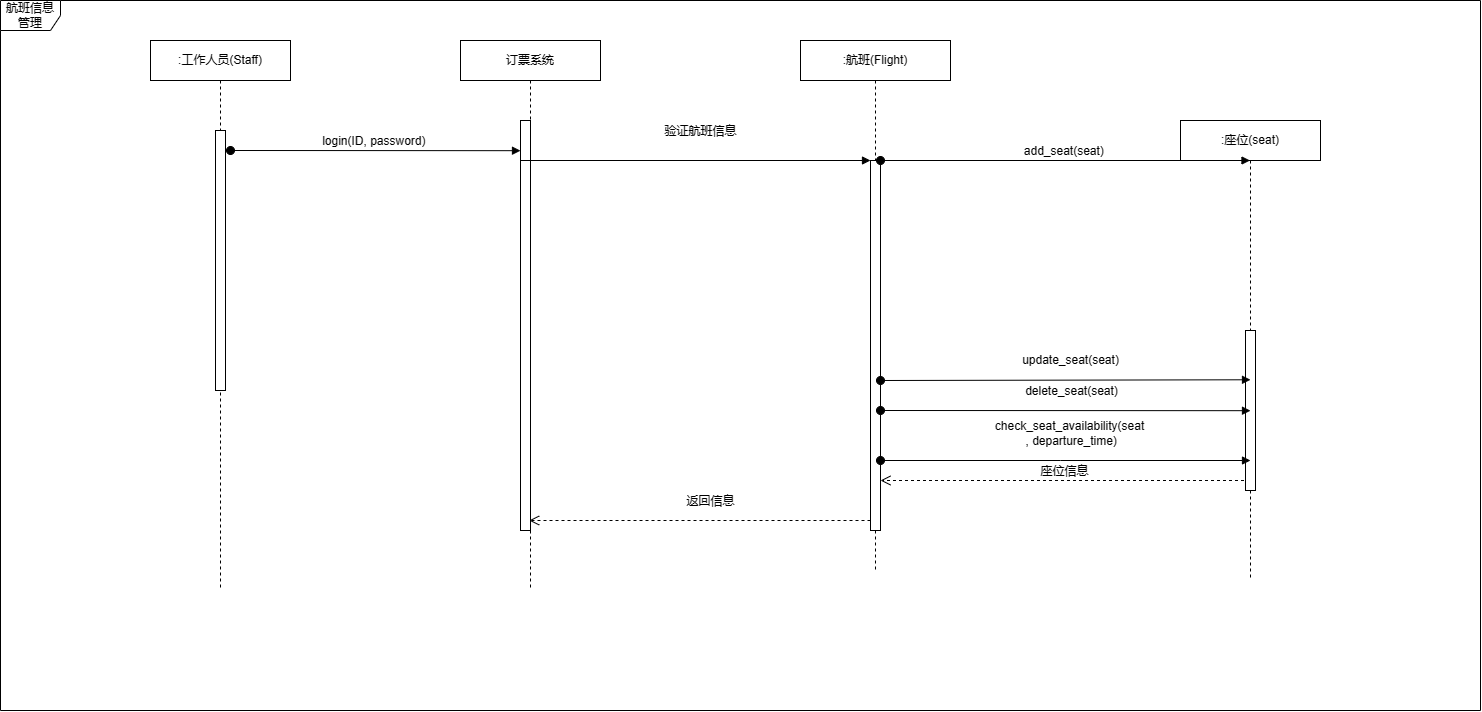 航班信息
管理
:工作人员(Staff)
订票系统
:航班(Flight)
:座位(seat)
login(ID, password)
验证航班信息
add_seat(seat)
update_seat(seat)
delete_seat(seat)
check_seat_availability(seat
, departure_time)
座位信息
返回信息